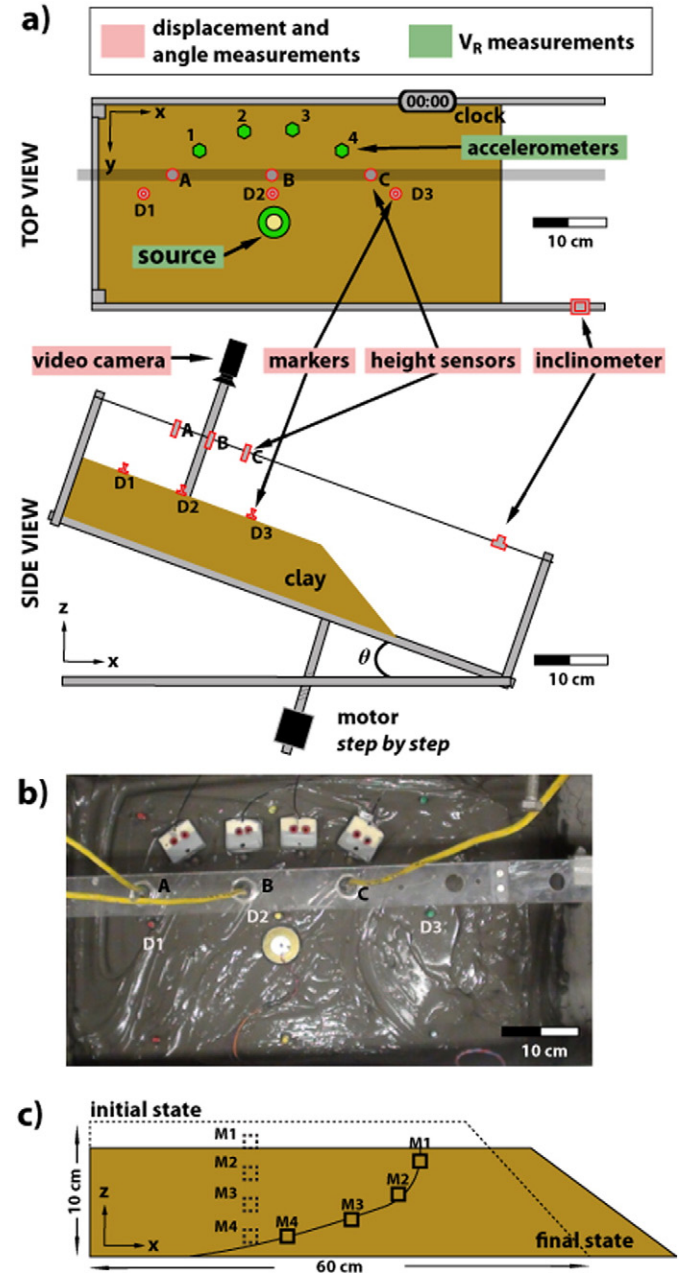 a)
displacement and
angle measurements
VR measurements
TOP VIEW
x
y
00:00
clock
1
2
3
4
accelerometers
A
B
C
D1
D2
D3
source
10 cm
video camera
markers
height sensors
inclinometer
SIDE VIEW
A
B
C
D1
D2
D3
clay
z
x
θ
10 cm
motor
step by step
b)
A
B
C
D1
D2
D3
10 cm
c)
initial state
10 cm
M1
M2
M3
M4
M1
M2
M3
M4
z
x
final state
60 cm